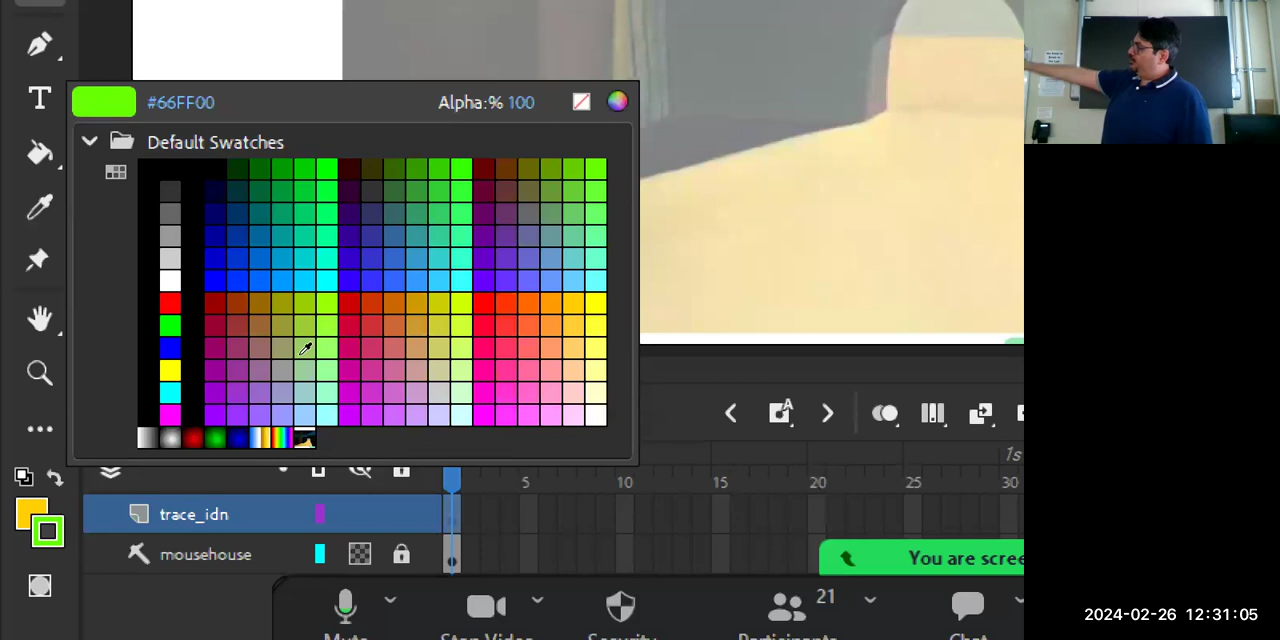 #66FF00
Alpha:% 100
Default Swatches
1s
5
10
15
20
25
30
trace_idn
mousehouse
You are scree
21
Mute
Stop Video
Security
Participants
Chat
2024-02-26 12:31:05